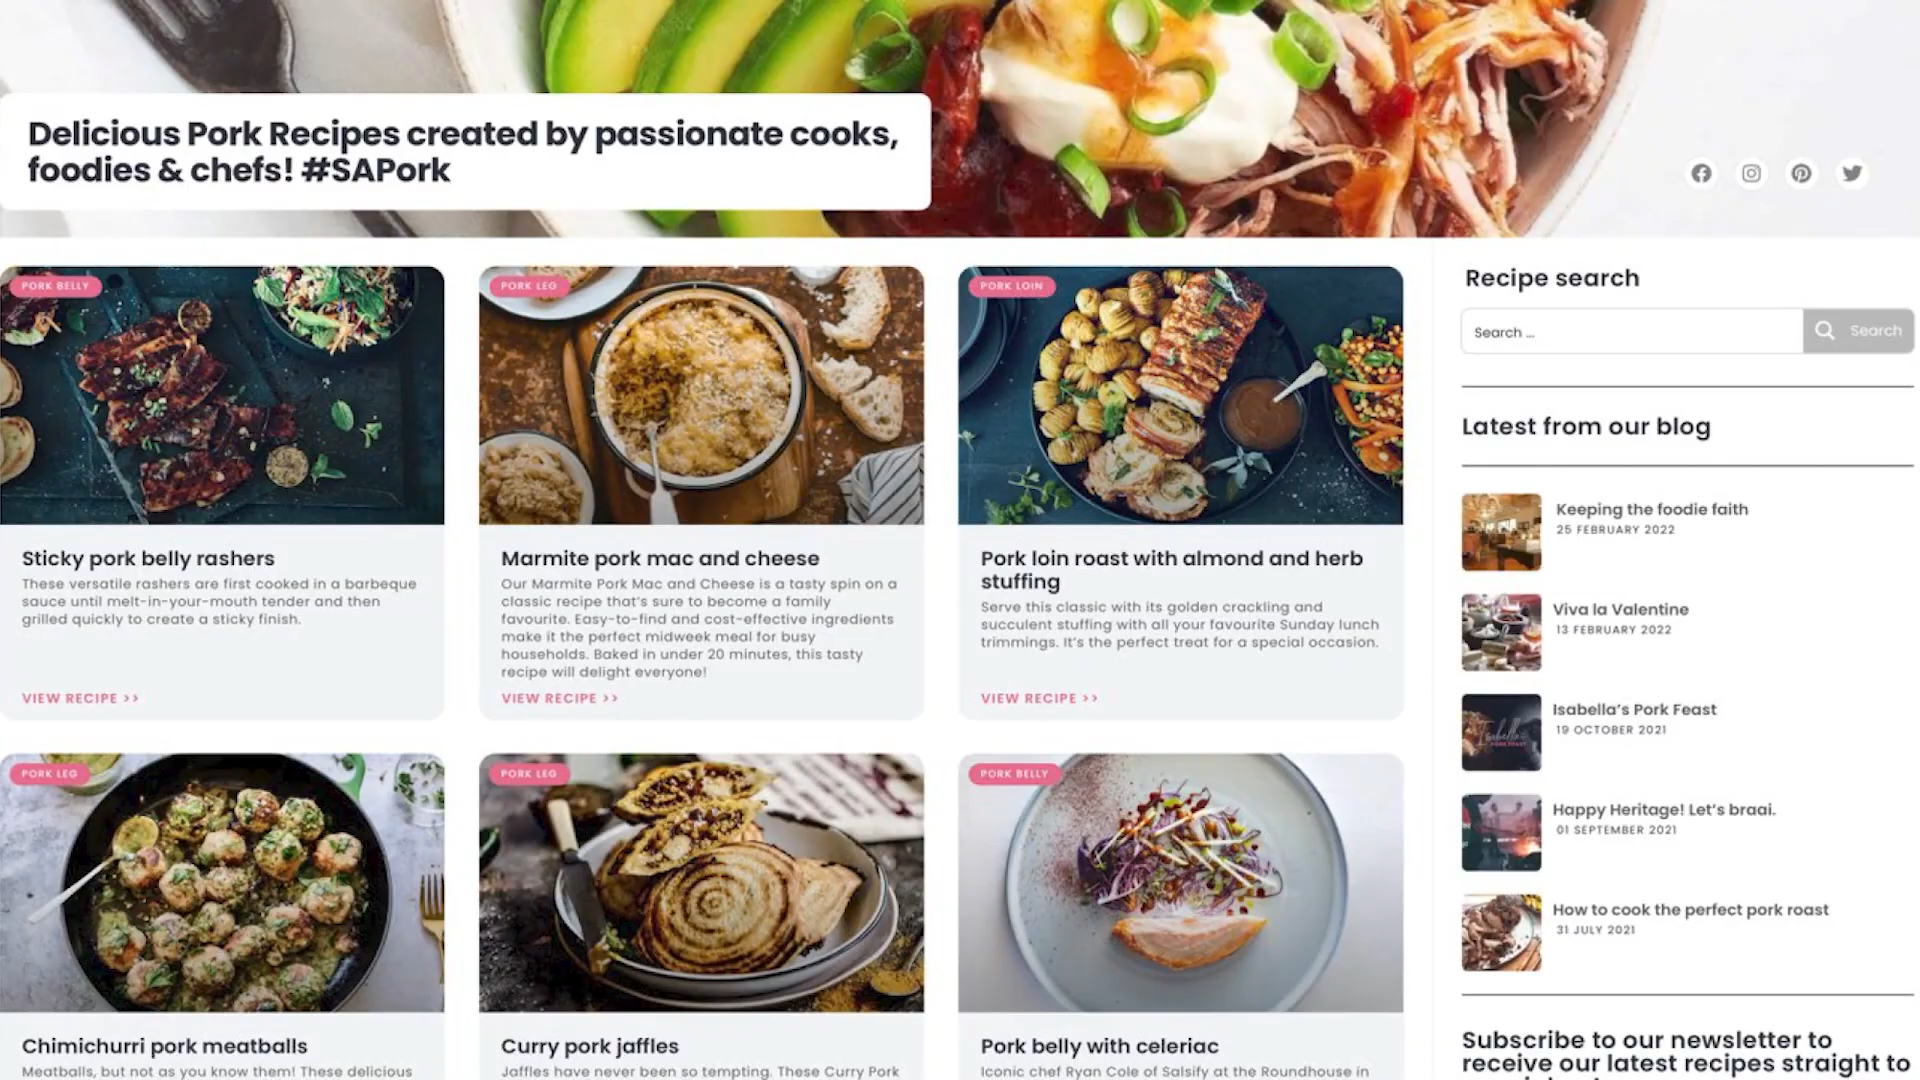 Delicious Pork Recipes created by passionate cooks,
foodies & chefs! #SAPork
PORK BELLY
Sticky pork belly rashers
These versatile rashers are first cooked in a barbeque
sauce until melt-in-your-mouth tender and then
grilled quickly to create a sticky finish.
VIEW RECIPE >>
PORK LEG
Marmite pork mac and cheese
Our Marmite Pork Mac and Cheese is a tasty spin on a
classic recipe that's sure to become a family
favourite. Easy-to-find and cost-effective ingredients
make it the perfect midweek meal for busy
households. Baked in under 20 minutes, this tasty
recipe will delight everyone!
VIEW RECIPE >>
PORK LOIN
Pork loin roast with almond and herb
stuffing
Serve this classic with its golden crackling and
succulent stuffing with all your favourite Sunday lunch
trimmings. It's the perfect treat for a special occasion.
VIEW RECIPE >>
PORK LEG
Chimichurri pork meatballs
Meatballs, but not as you know them! These delicious
PORK LEG
Curry pork jaffles
Jaffles have never been so tempting. These Curry Pork
PORK BELLY
Pork belly with celeriac
Iconic chef Ryan Cole of Salsify at the Roundhouse in
Recipe search
Search ...
Search
Latest from our blog
Keeping the foodie faith
25 FEBRUARY 2022
Viva la Valentine
13 FEBRUARY 2022
Isabella's Pork Feast
19 OCTOBER 2021
Happy Heritage! Let's braai.
01 SEPTEMBER 2021
How to cook the perfect pork roast
31 JULY 2021
Subscribe to our newsletter to
receive our latest recipes straight to